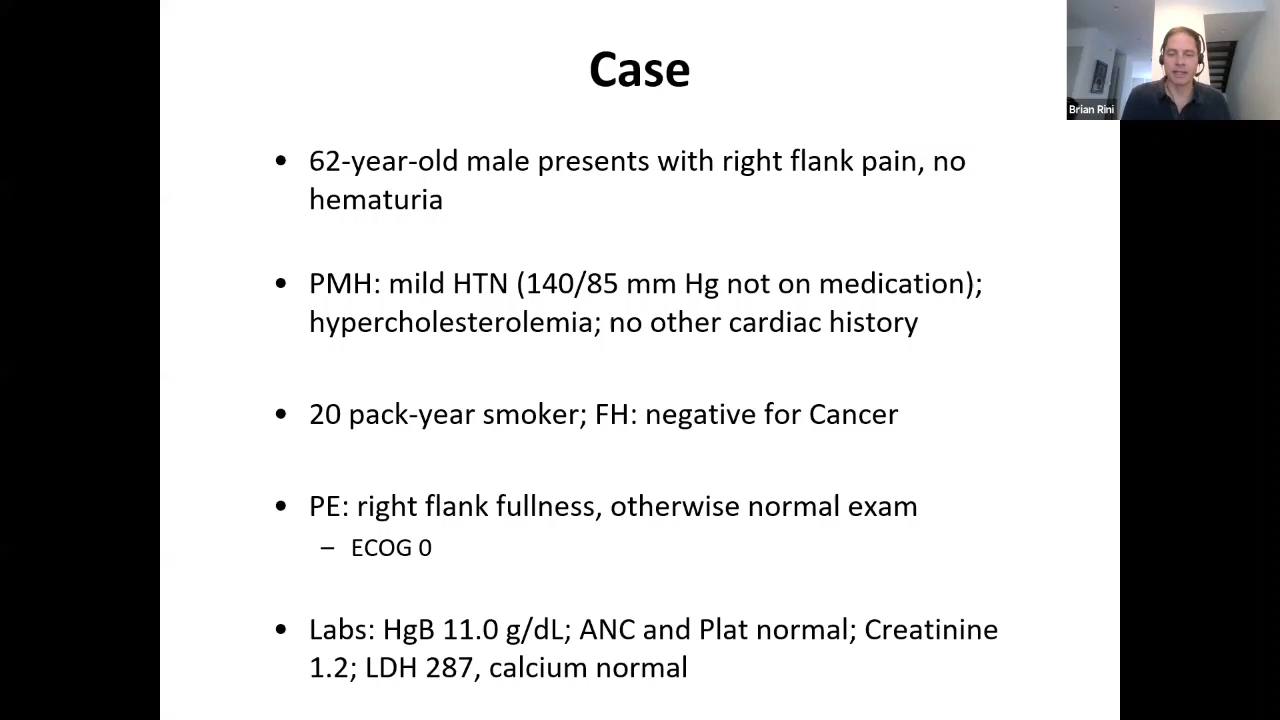 Case
Brian Rini
• 62-year-old male presents with right flank pain, no
hematuria
• PMH: mild HTN (140/85 mm Hg not on medication);
hypercholesterolemia; no other cardiac history
• 20 pack-year smoker; FH: negative for Cancer
• PE: right flank fullness, otherwise normal exam
– ECOG 0
• Labs: HgB 11.0 g/dL; ANC and Plat normal; Creatinine
1.2; LDH 287, calcium normal